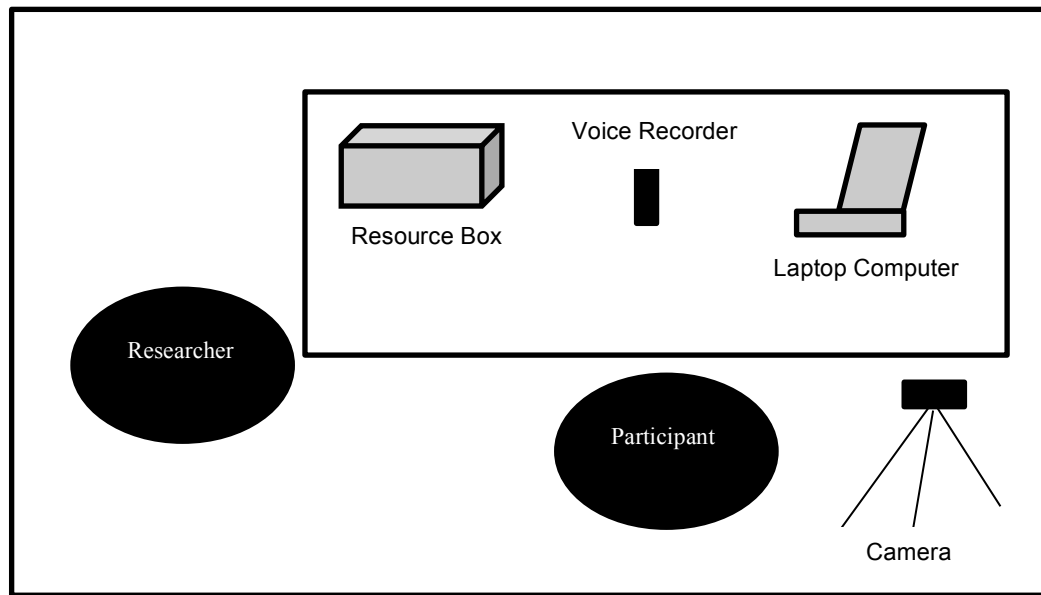 Voice Recorder
Resource Box
Laptop Computer
Researcher
Participant
Camera